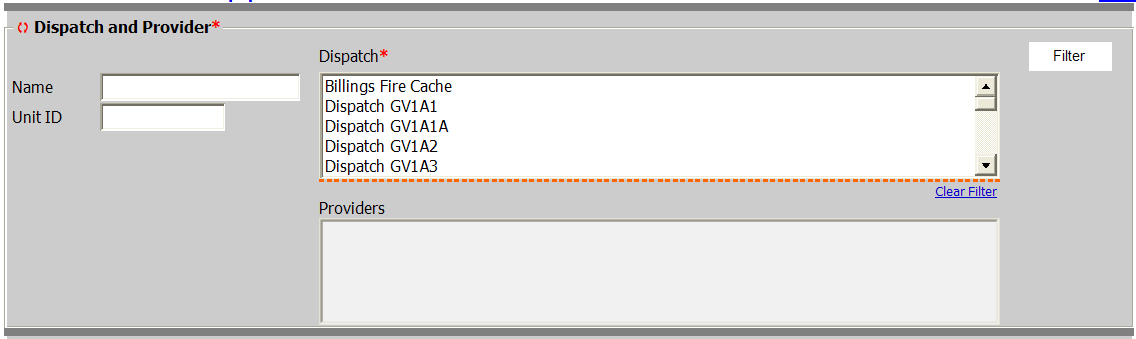 Dispatch and Provider*
Dispatch*
Filter
Name
Unit ID
Billings Fire Cache
Dispatch GV1A1
Dispatch GV1A1A
Dispatch GV1A2
Dispatch GV1A3
Clear Filter
Providers